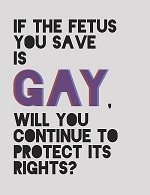 IF THE FETUS
YOU SAVE
IS
GAY,
WILL YOU
CONTINUE TO
PROTECT ITS
RIGHTS?